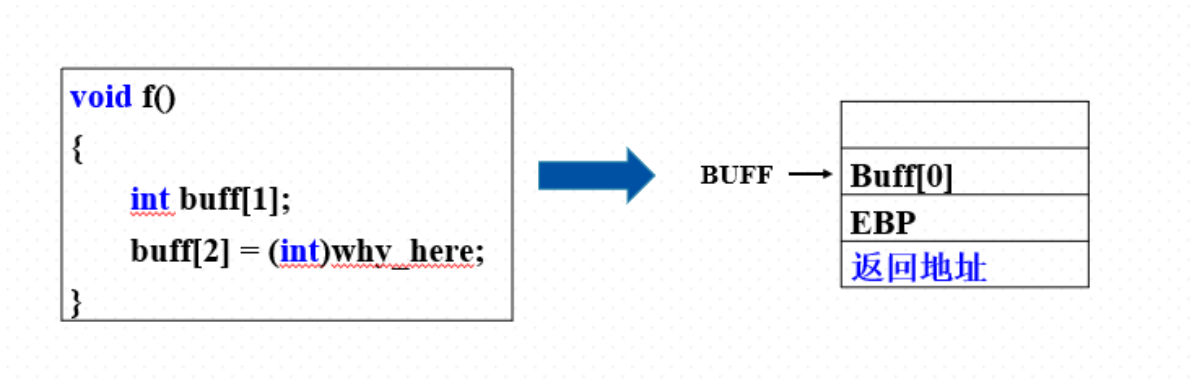 void f()
{
int buff[1];
buff[2] = (int)why_here;
}
BUFF
Buff[0]
EBP
返回地址